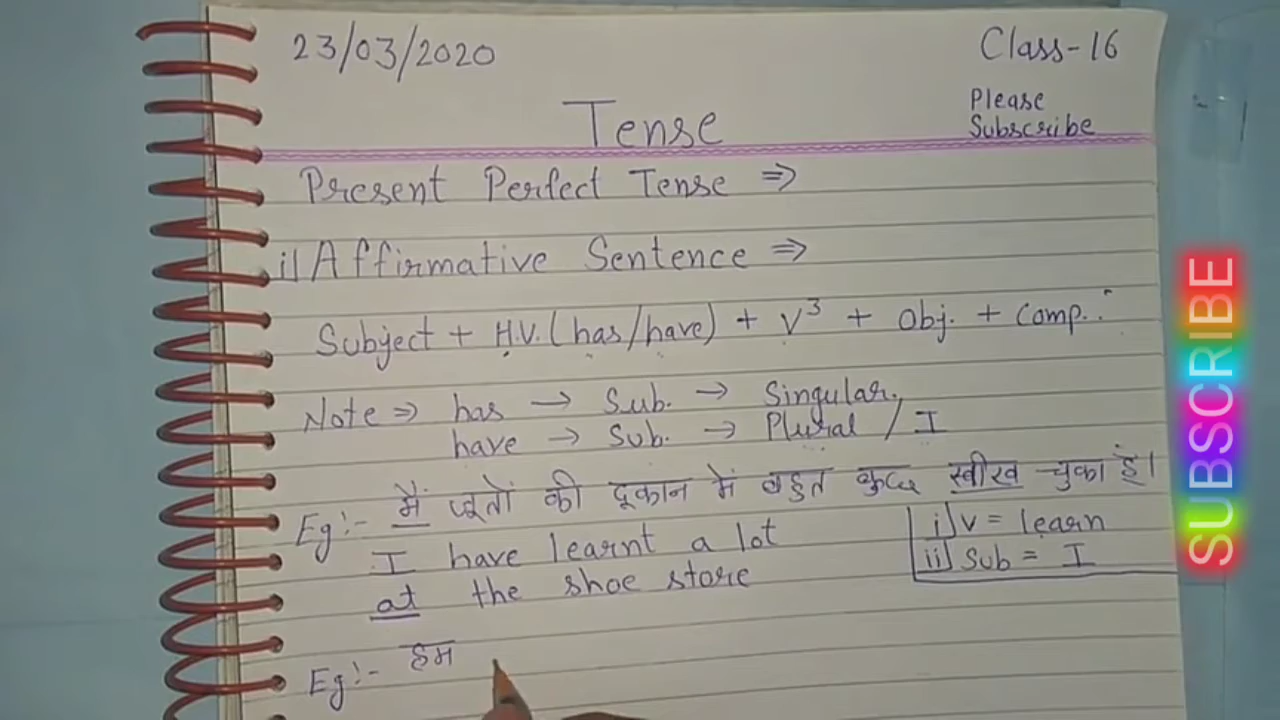 23/03/2020
Class-16
Please
Subscribe
Tense
Present Perfect Tense ⇒
i) Affirmative Sentence ⇒
Subject + H.V. (has/have) + V³ + Obj. + Comp..
Note ⇒ has → Sub. → Singular.
have → Sub. → Plural / I
Eg:- मैं जूतों की दूकान में बहुत कुछ सीख चुका हूं।
I have learnt a lot
at the shoe store
i) V = learn
ii) Sub = I
Eg:- हम
SUBSCRIBE